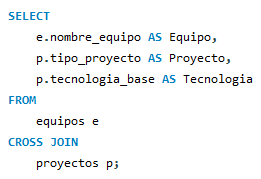 SELECT
e.nombre_equipo AS Equipo,
p.tipo_proyecto AS Proyecto,
p.tecnologia_base AS Tecnologia
FROM
equipos e
CROSS JOIN
proyectos p;